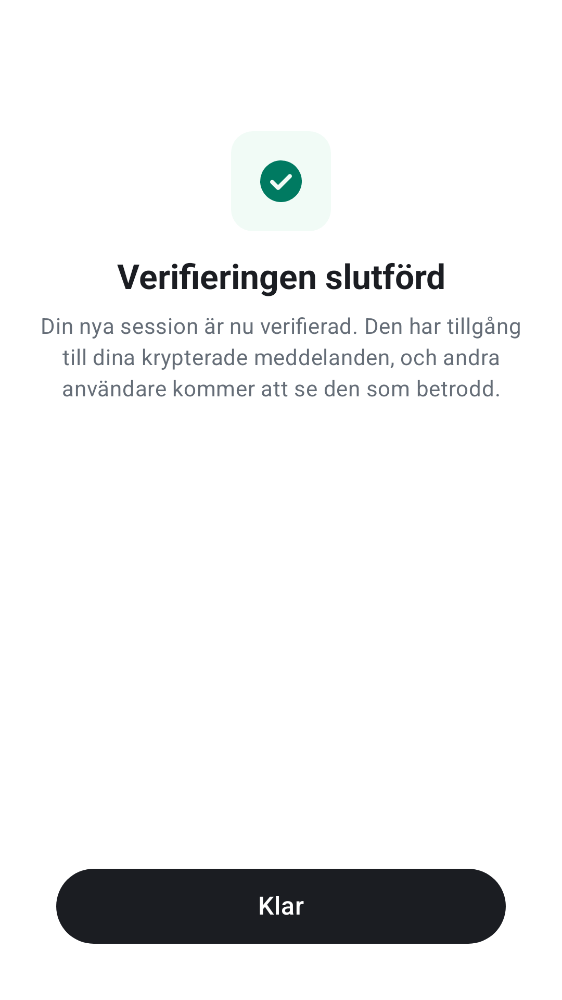 Verifieringen slutförd
Din nya session är nu verifierad. Den har tillgång
till dina krypterade meddelanden, och andra
användare kommer att se den som betrodd.
Klar